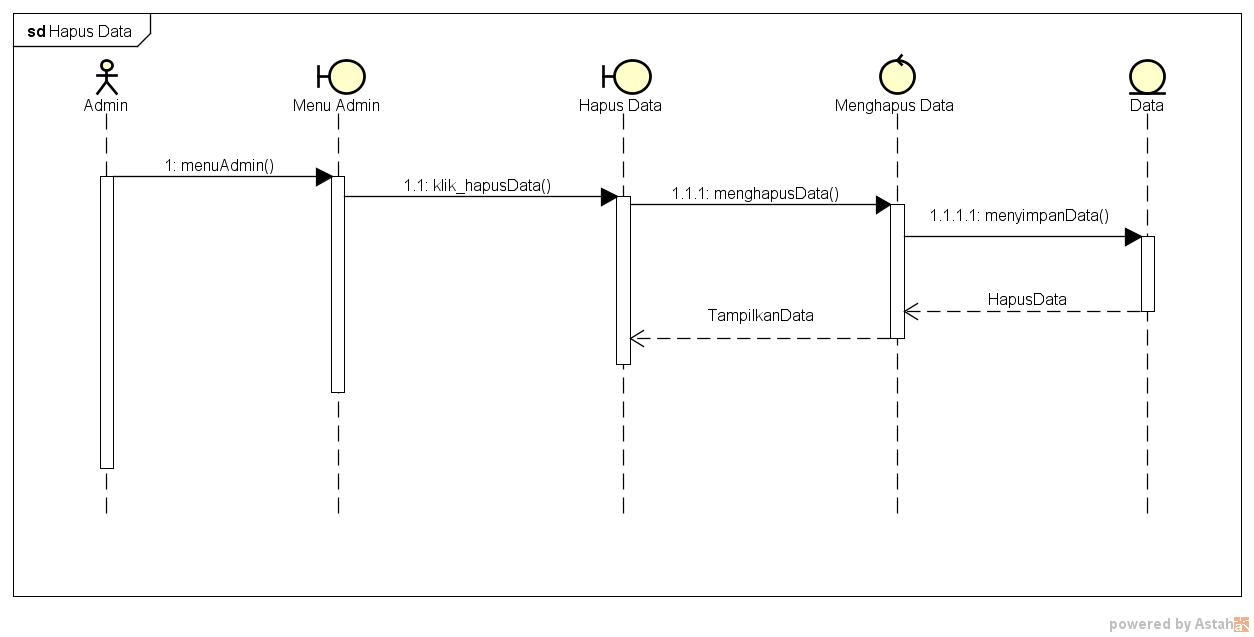 sd Hapus Data
Admin
Menu Admin
Hapus Data
Menghapus Data
Data
1: menuAdmin()
1.1: klik_hapusData()
1.1.1: menghapusData()
1.1.1.1: menyimpanData()
HapusData
TampilkanData
powered by Astah